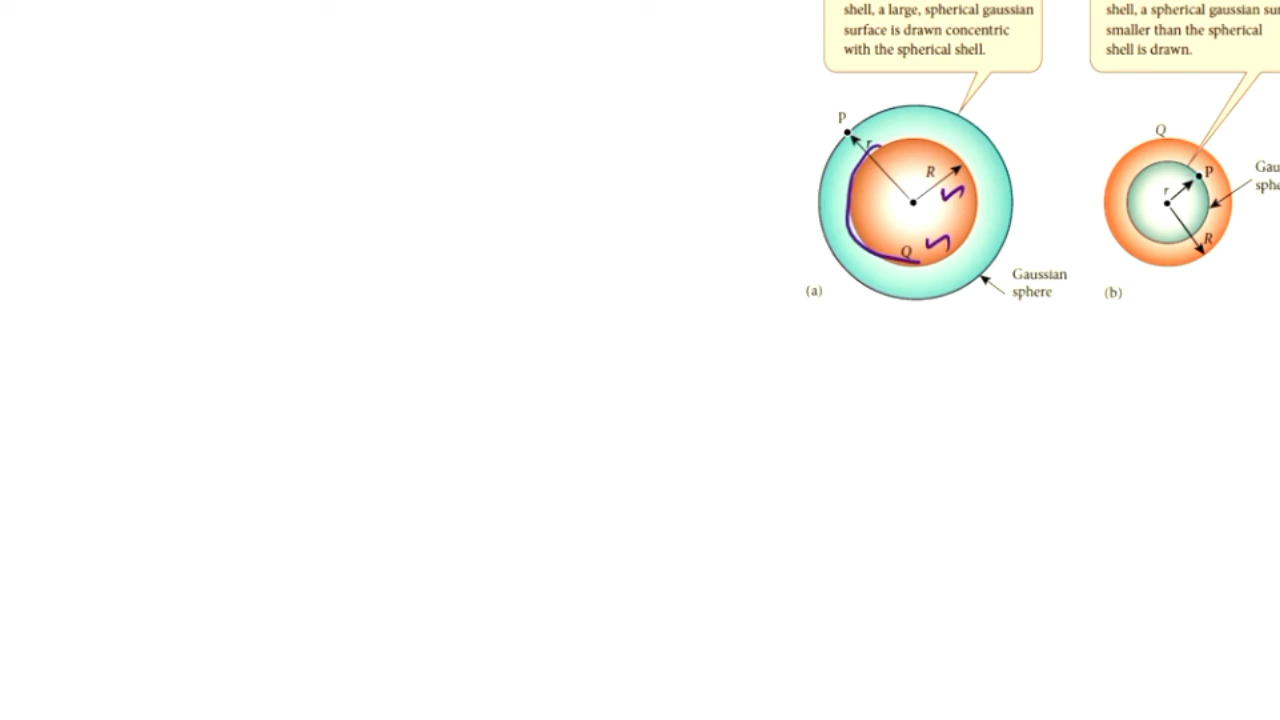 shell, a large, spherical gaussian
surface is drawn concentric
with the spherical shell.
shell, a spherical gaussian
smaller than the spherical
shell is drawn.
P
r
R
Q
Gaussian
sphere
(a)
Q
P
r
R
(b)